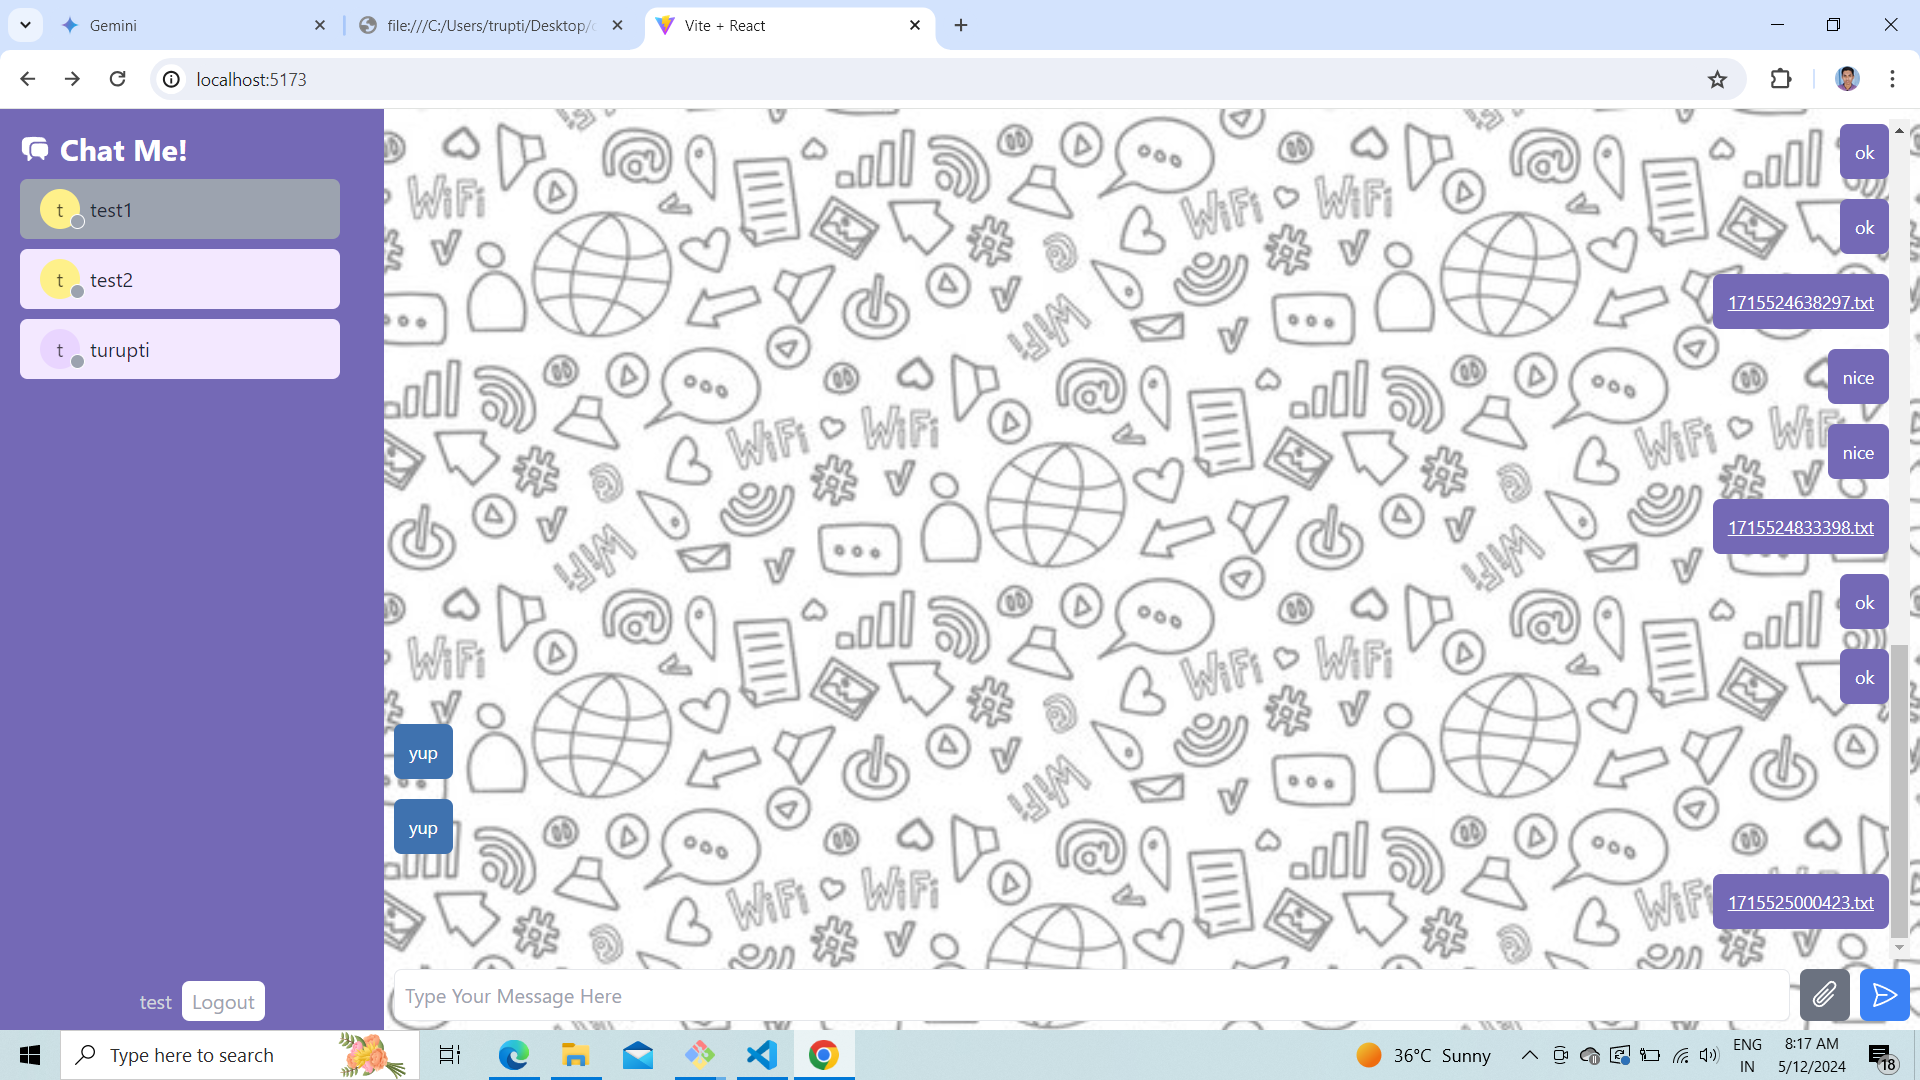 Gemini
file:///C:/Users/trupti/Desktop/
Vite + React
localhost:5173
Chat Me!
t test1
t test2
t turupti
ok
ok
1715524638297.txt
nice
nice
1715524833398.txt
ok
ok
yup
yup
1715525000423.txt
WiFi
Type Your Message Here
test Logout
Type here to search
36°C Sunny
ENG
IN
8:17 AM
5/12/2024
18